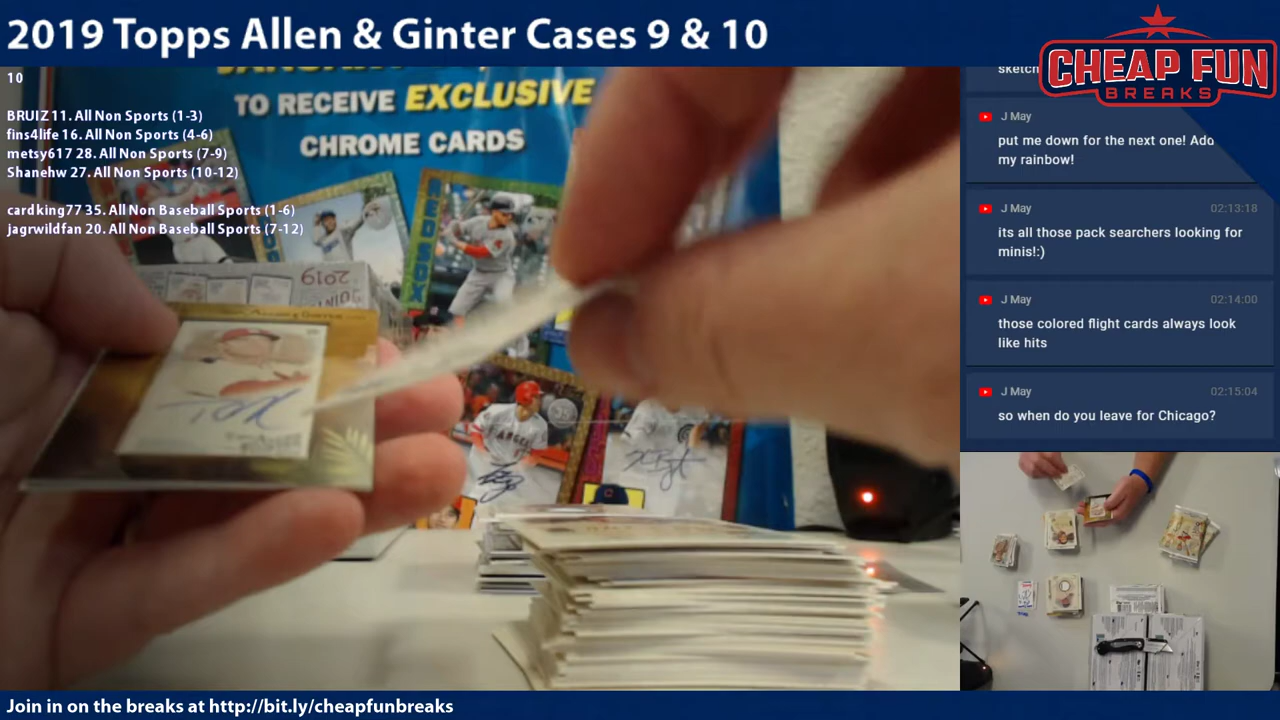 2019 Topps Allen & Ginter Cases 9 & 10
10
BRUIZ 11. All Non Sports (1-3)
fins4life 16. All Non Sports (4-6)
metsy617 28. All Non Sports (7-9)
Shanehw 27. All Non Sports (10-12)
cardking77 35. All Non Baseball Sports (1-6)
jagrwildfan 20. All Non Baseball Sports (7-12)
TO RECEIVE EXCLUSIVE
CHROME CARDS
2019
RED SOX
ANGELS
CHEAP FUN
BREAKS
sketch
J May
put me down for the next one! Add
my rainbow!
J May 02:13:18
its all those pack searchers looking for
minis!:)
J May 02:14:00
those colored flight cards always look
like hits
J May 02:15:04
so when do you leave for Chicago?
Join in on the breaks at http://bit.ly/cheapfunbreaks